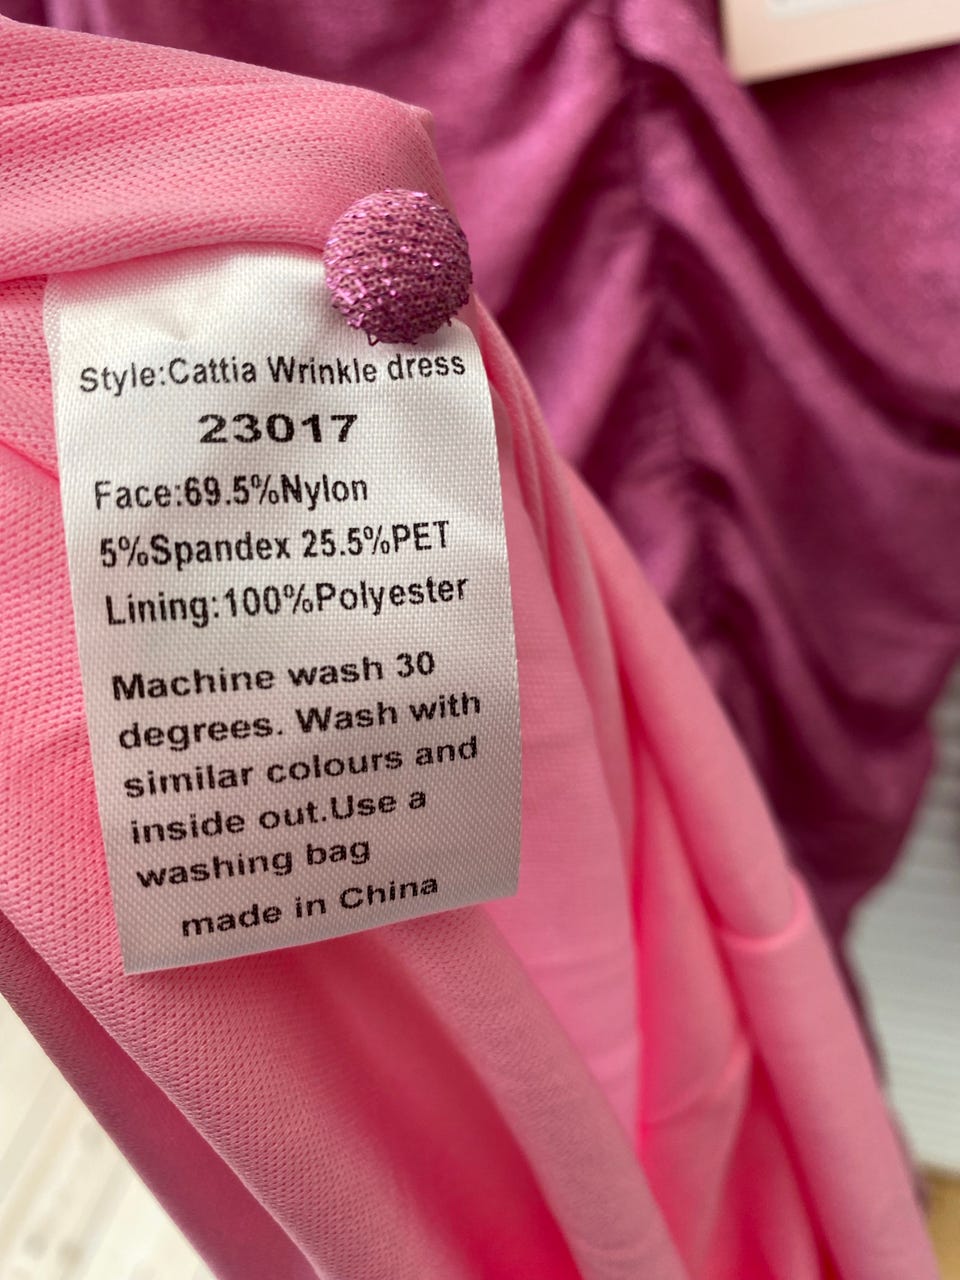 Style:Cattia Wrinkle dress
23017
Face:69.5%Nylon
5%Spandex 25.5%PET
Lining:100%Polyester
Machine wash 30
degrees. Wash with
similar colours and
inside out.Use a
washing bag
made in China